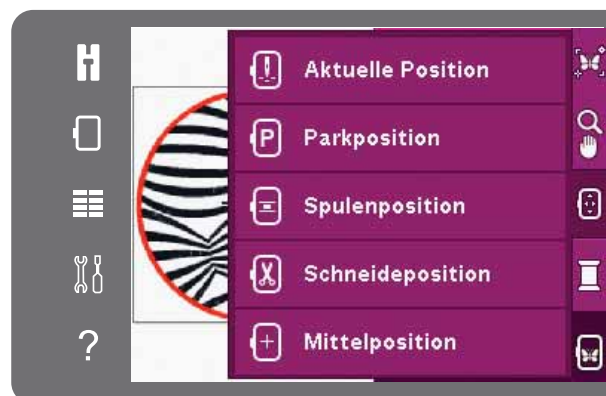 Aktuelle Position
P Parkposition
Spulenposition
Schneideposition
Mittelposition
?